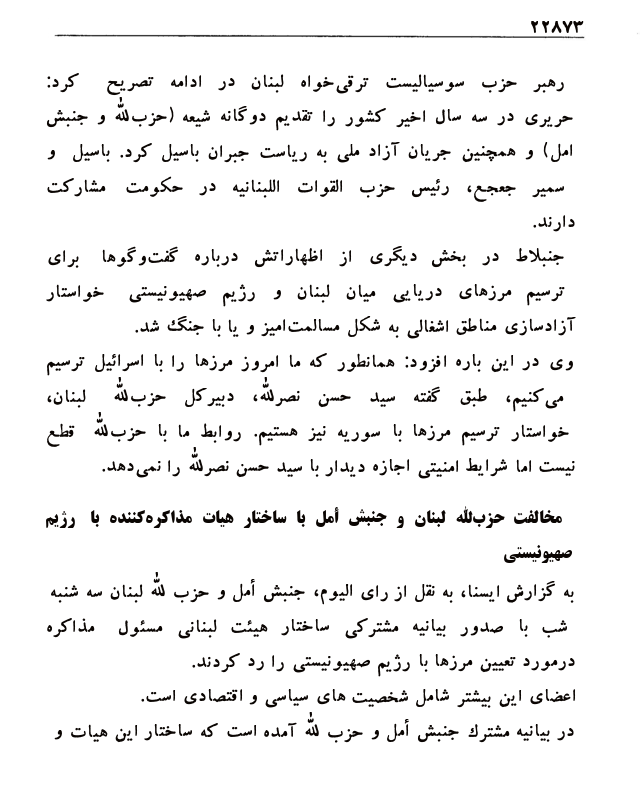 ۲۲۸۷۳
رهبر حزب سوسیالیست ترقی‌خواه لبنان در ادامه تصریح کرد:
حریری در سه سال اخیر کشور را تقدیم دوگانه شیعه (حزب‌الله و جنبش
امل) و همچنین جریان آزاد ملی به ریاست جبران باسیل کرد. باسیل و
سمیر جعجع، رئیس حزب القوات اللبنانیه در حکومت مشارکت
دارند.
جنبلاط در بخش دیگری از اظهاراتش درباره گفت‌وگوها برای
ترسیم مرزهای دریایی میان لبنان و رژیم صهیونیستی خواستار
آزادسازی مناطق اشغالی به شکل مسالمت‌امیز و یا با جنگ شد.
وی در این باره افزود: همانطور که ما امروز مرزها را با اسرائیل ترسیم
می‌کنیم، طبق گفته سید حسن نصرالله، دبیرکل حزب‌الله لبنان،
خواستار ترسیم مرزها با سوریه نیز هستیم. روابط ما با حزب‌الله قطع
نیست اما شرایط امنیتی اجازه دیدار با سید حسن نصرالله را نمی‌دهد.
مخالفت حزب‌الله لبنان و جنبش أمل با ساختار هیات مذاکره‌کننده با رژیم
صهیونیستی
به گزارش ایسنا، به نقل از رای الیوم، جنبش أمل و حزب الله لبنان سه شنبه
شب با صدور بیانیه مشترکی ساختار هیئت لبنانی مسئول مذاکره
درمورد تعیین مرزها با رژیم صهیونیستی را رد کردند.
اعضای این بیشتر شامل شخصیت های سیاسی و اقتصادی است.
در بیانیه مشترك جنبش أمل و حزب الله آمده است که ساختار این هیات و